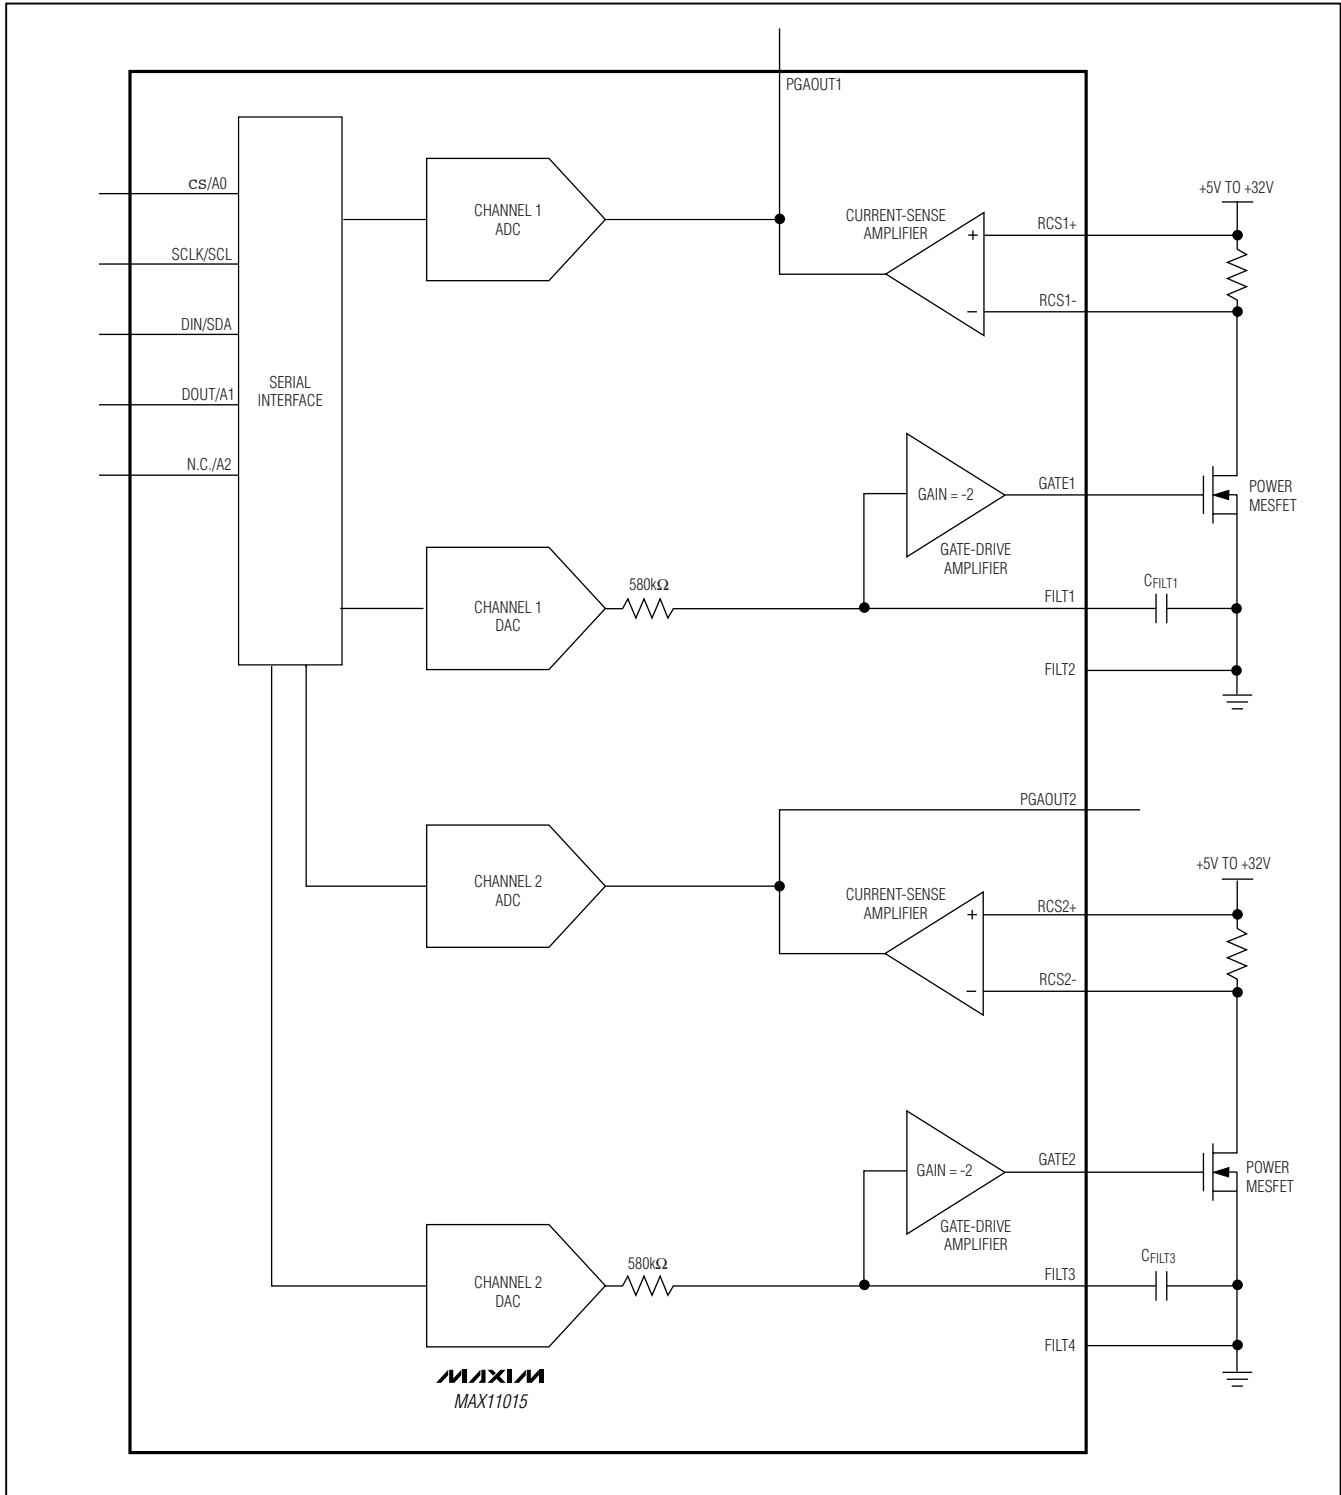 PGAOUT1
CS/A0
SCLK/SCL
DIN/SDA
DOUT/A1
N.C./A2
SERIAL
INTERFACE
CHANNEL 1
ADC
CURRENT-SENSE
AMPLIFIER
+
−
RCS1+
RCS1-
+5V TO +32V
GAIN = -2
GATE1
GATE-DRIVE
AMPLIFIER
POWER
MESFET
CHANNEL 1
DAC
580kΩ
FILT1
CFILT1
FILT2
PGAOUT2
CHANNEL 2
ADC
CURRENT-SENSE
AMPLIFIER
+
−
RCS2+
RCS2-
+5V TO +32V
GAIN = -2
GATE2
GATE-DRIVE
AMPLIFIER
POWER
MESFET
CHANNEL 2
DAC
580kΩ
FILT3
CFILT3
FILT4
MAXIM
MAX11015